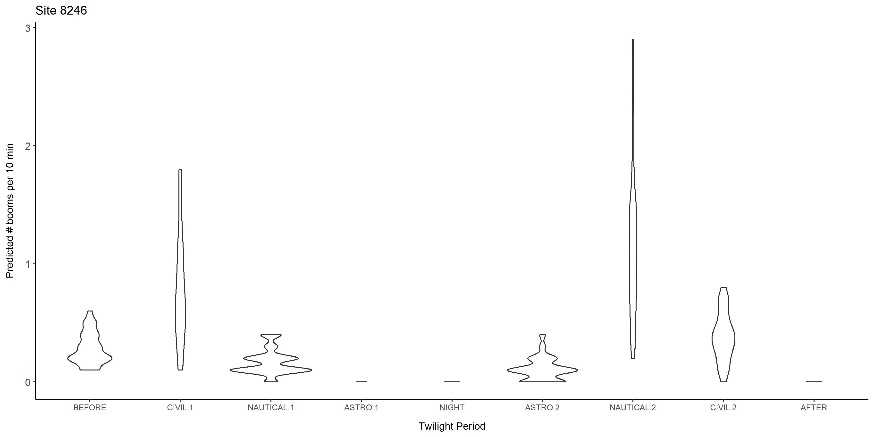 Site 8246
Predicted # booms per 10 min
3
2
1
0
BEFORE CIVIL.1 NAUTICAL.1 ASTRO.1 NIGHT ASTRO.2 NAUTICAL.2 CIVIL.2 AFTER
Twilight Period